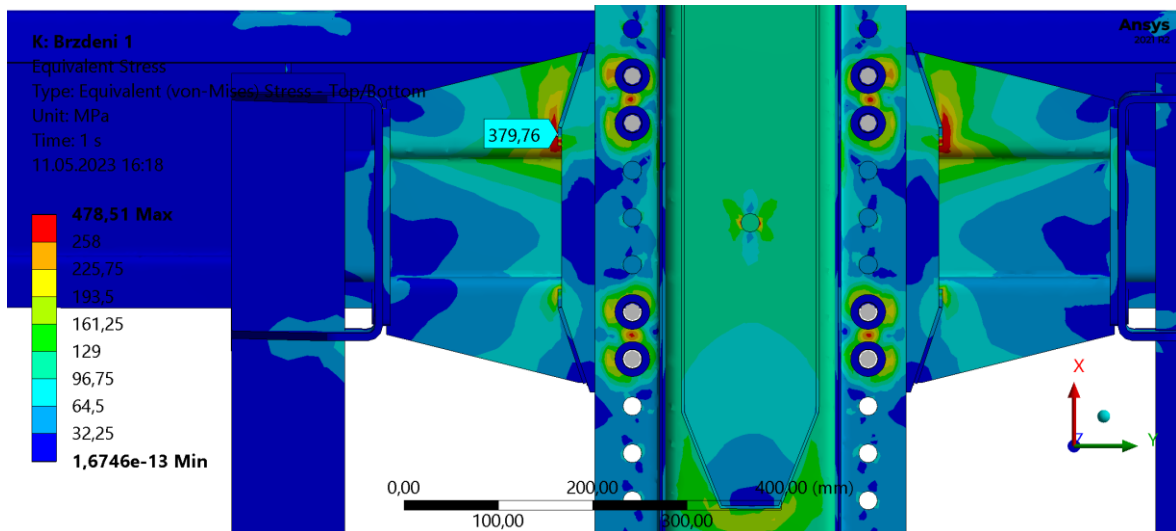 K: Brzdeni 1
Equivalent Stress
Type: Equivalent (von-Mises) Stress - Top/Bottom
Unit: MPa
Time: 1 s
11.05.2023 16:18
Ansys
379,76
478,51 Max
258
225,75
193,5
161,25
129
96,75
64,5
32,25
1,6746e-13 Min
0,00
200,00
400,00 (mm)
100,00
300,00
X
Y
Z